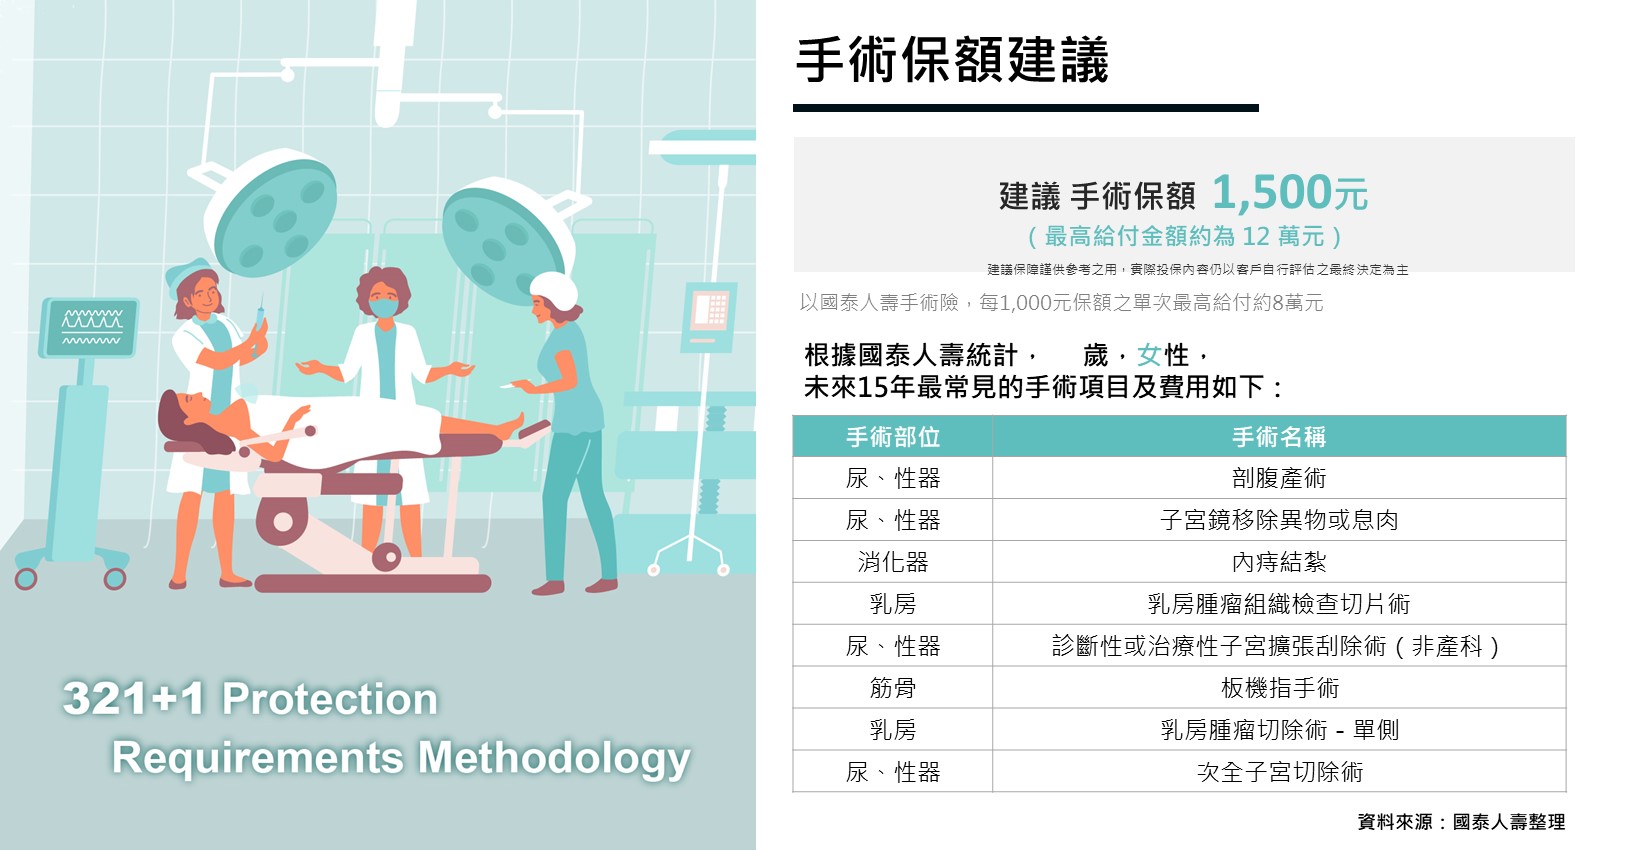 手術保額建議
建議 手術保額 1,500元
（最高給付金額約為 12 萬元）
建議保障謹供參考之用，實際投保內容仍以客戶自行評估之最終決定為主
以國泰人壽手術險，每1,000元保額之單次最高給付約8萬元
根據國泰人壽統計， 歲，女性，
未來15年最常見的手術項目及費用如下：
手術部位 手術名稱
尿、性器 剖腹產術
尿、性器 子宮鏡移除異物或息肉
消化器 內痔結紮
乳房 乳房腫瘤組織檢查切片術
尿、性器 診斷性或治療性子宮擴張刮除術（非產科）
筋骨 板機指手術
乳房 乳房腫瘤切除術－單側
尿、性器 次全子宮切除術
資料來源：國泰人壽整理
321+1 Protection
Requirements Methodology